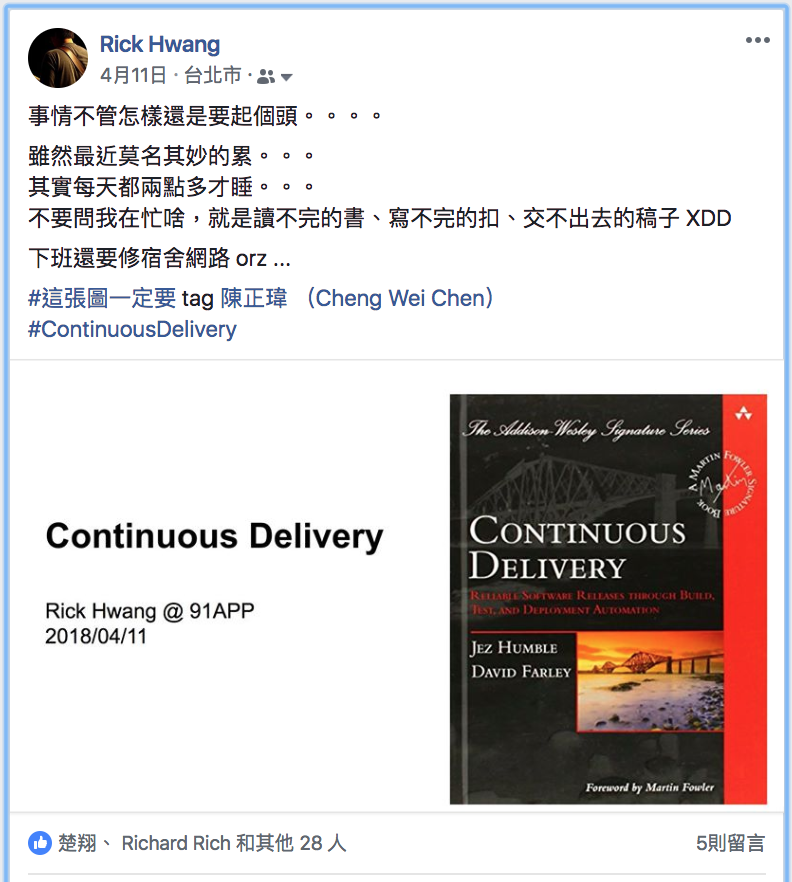 Rick Hwang
4月11日 · 台北市 ·
事情不管怎樣還是要起個頭。。。。
雖然最近莫名其妙的累。。。
其實每天都兩點多才睡。。。
不要問我在忙啥，就是讀不完的書、寫不完的扣、交不出去的稿子 XDD
下班還要修宿舍網路 orz ...
#這張圖一定要 tag 陳正瑋 （Cheng Wei Chen）
#ContinuousDelivery
Continuous Delivery
Rick Hwang @ 91APP
2018/04/11
The Addison-Wesley Signature Series
A MARTIN FOWLER SIGNATURE BOOK
Martin
CONTINUOUS
DELIVERY
RELIABLE SOFTWARE RELEASES THROUGH BUILD,
TEST, AND DEPLOYMENT AUTOMATION
JEZ HUMBLE
DAVID FARLEY
Foreword by Martin Fowler
楚翔、 Richard Rich 和其他 28 人
5則留言